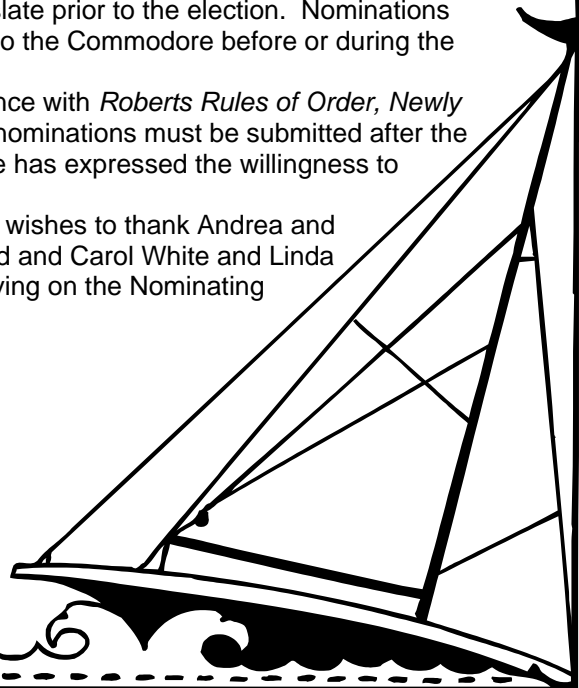 late prior to the election.  Nominations
o the Commodore before or during the
nce with Roberts Rules of Order, Newly
nominations must be submitted after the
e has expressed the willingness to
wishes to thank Andrea and
d and Carol White and Linda
ving on the Nominating